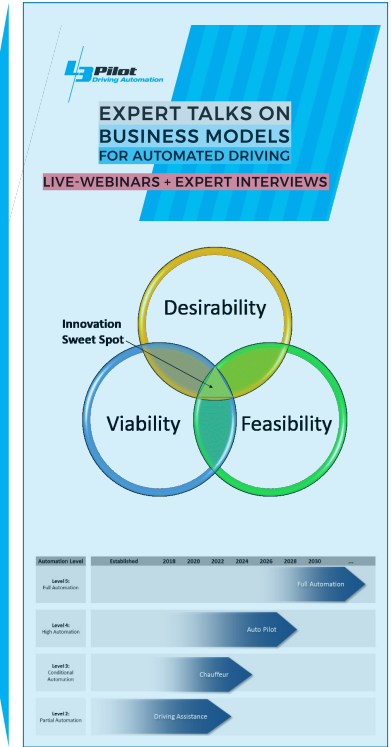 L3Pilot
Driving Automation
EXPERT TALKS ON
BUSINESS MODELS
FOR AUTOMATED DRIVING
LIVE-WEBINARS + EXPERT INTERVIEWS
Desirability
Innovation
Sweet Spot
Viability
Feasibility
Automation Level Established 2018 2020 2022 2024 2026 2028 2030 ...
Level 5:
Full Automation
Full Automation
Level 4:
High Automation
Auto Pilot
Level 3:
Conditional
Automation
Chauffeur
Level 2:
Partial Automation
Driving Assistance